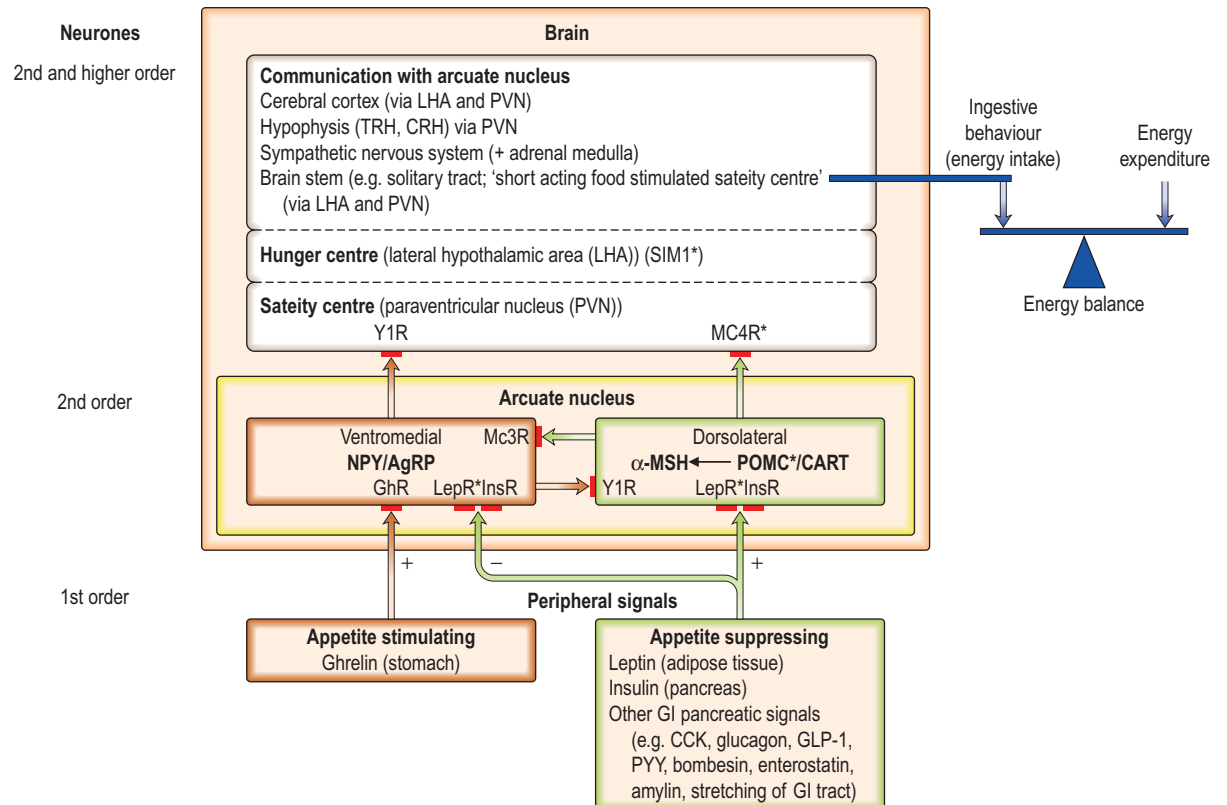 Neurones
Brain
2nd and higher order
Communication with arcuate nucleus
Cerebral cortex (via LHA and PVN)
Hypophysis (TRH, CRH) via PVN
Sympathetic nervous system (+ adrenal medulla)
Brain stem (e.g. solitary tract; ‘short acting food stimulated sateity centre’
(via LHA and PVN)
Ingestive
behaviour
(energy intake)
Energy
expenditure
Energy balance
Hunger centre (lateral hypothalamic area (LHA)) (SIM1*)
Sateity centre (paraventricular nucleus (PVN))
Y1R MC4R*
2nd order
Arcuate nucleus
Ventromedial Mc3R
NPY/AgRP
GhR LepR*InsR
Dorsolateral
α-MSH POMC*/CART
Y1R LepR*InsR
+ − +
1st order
Peripheral signals
Appetite stimulating
Ghrelin (stomach)
Appetite suppressing
Leptin (adipose tissue)
Insulin (pancreas)
Other GI pancreatic signals
(e.g. CCK, glucagon, GLP-1,
PYY, bombesin, enterostatin,
amylin, stretching of GI tract)